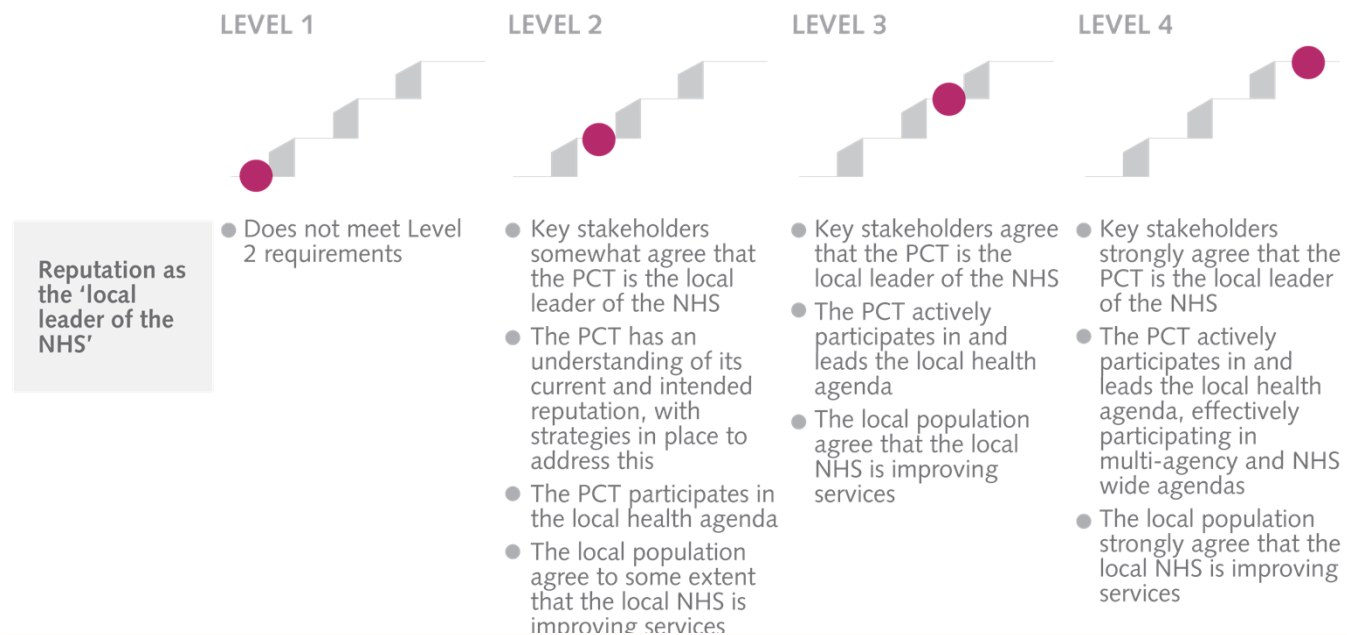 LEVEL 1
LEVEL 2
LEVEL 3
LEVEL 4
Reputation as
the ‘local
leader of the
NHS’
Does not meet Level
2 requirements
Key stakeholders
somewhat agree that
the PCT is the local
leader of the NHS
The PCT has an
understanding of its
current and intended
reputation, with
strategies in place to
address this
The PCT participates in
the local health agenda
The local population
agree to some extent
that the local NHS is
improving services
Key stakeholders agree
that the PCT is the
local leader of the NHS
The PCT actively
participates in and
leads the local health
agenda
The local population
agree that the local
NHS is improving
services
Key stakeholders
strongly agree that the
PCT is the local leader
of the NHS
The PCT actively
participates in and
leads the local health
agenda, effectively
participating in
multi-agency and NHS
wide agendas
The local population
strongly agree that the
local NHS is improving
services